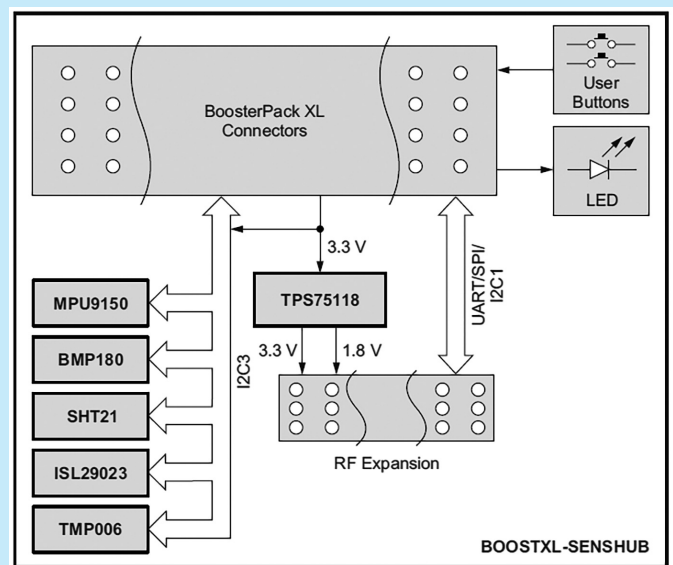 BoosterPack XL
Connectors
User
Buttons
LED
3.3 V
TPS75118
3.3 V
1.8 V
UART/SPI/
I2C1
I2C3
MPU9150
BMP180
SHT21
ISL29023
TMP006
RF Expansion
BOOSTXL-SENSHUB